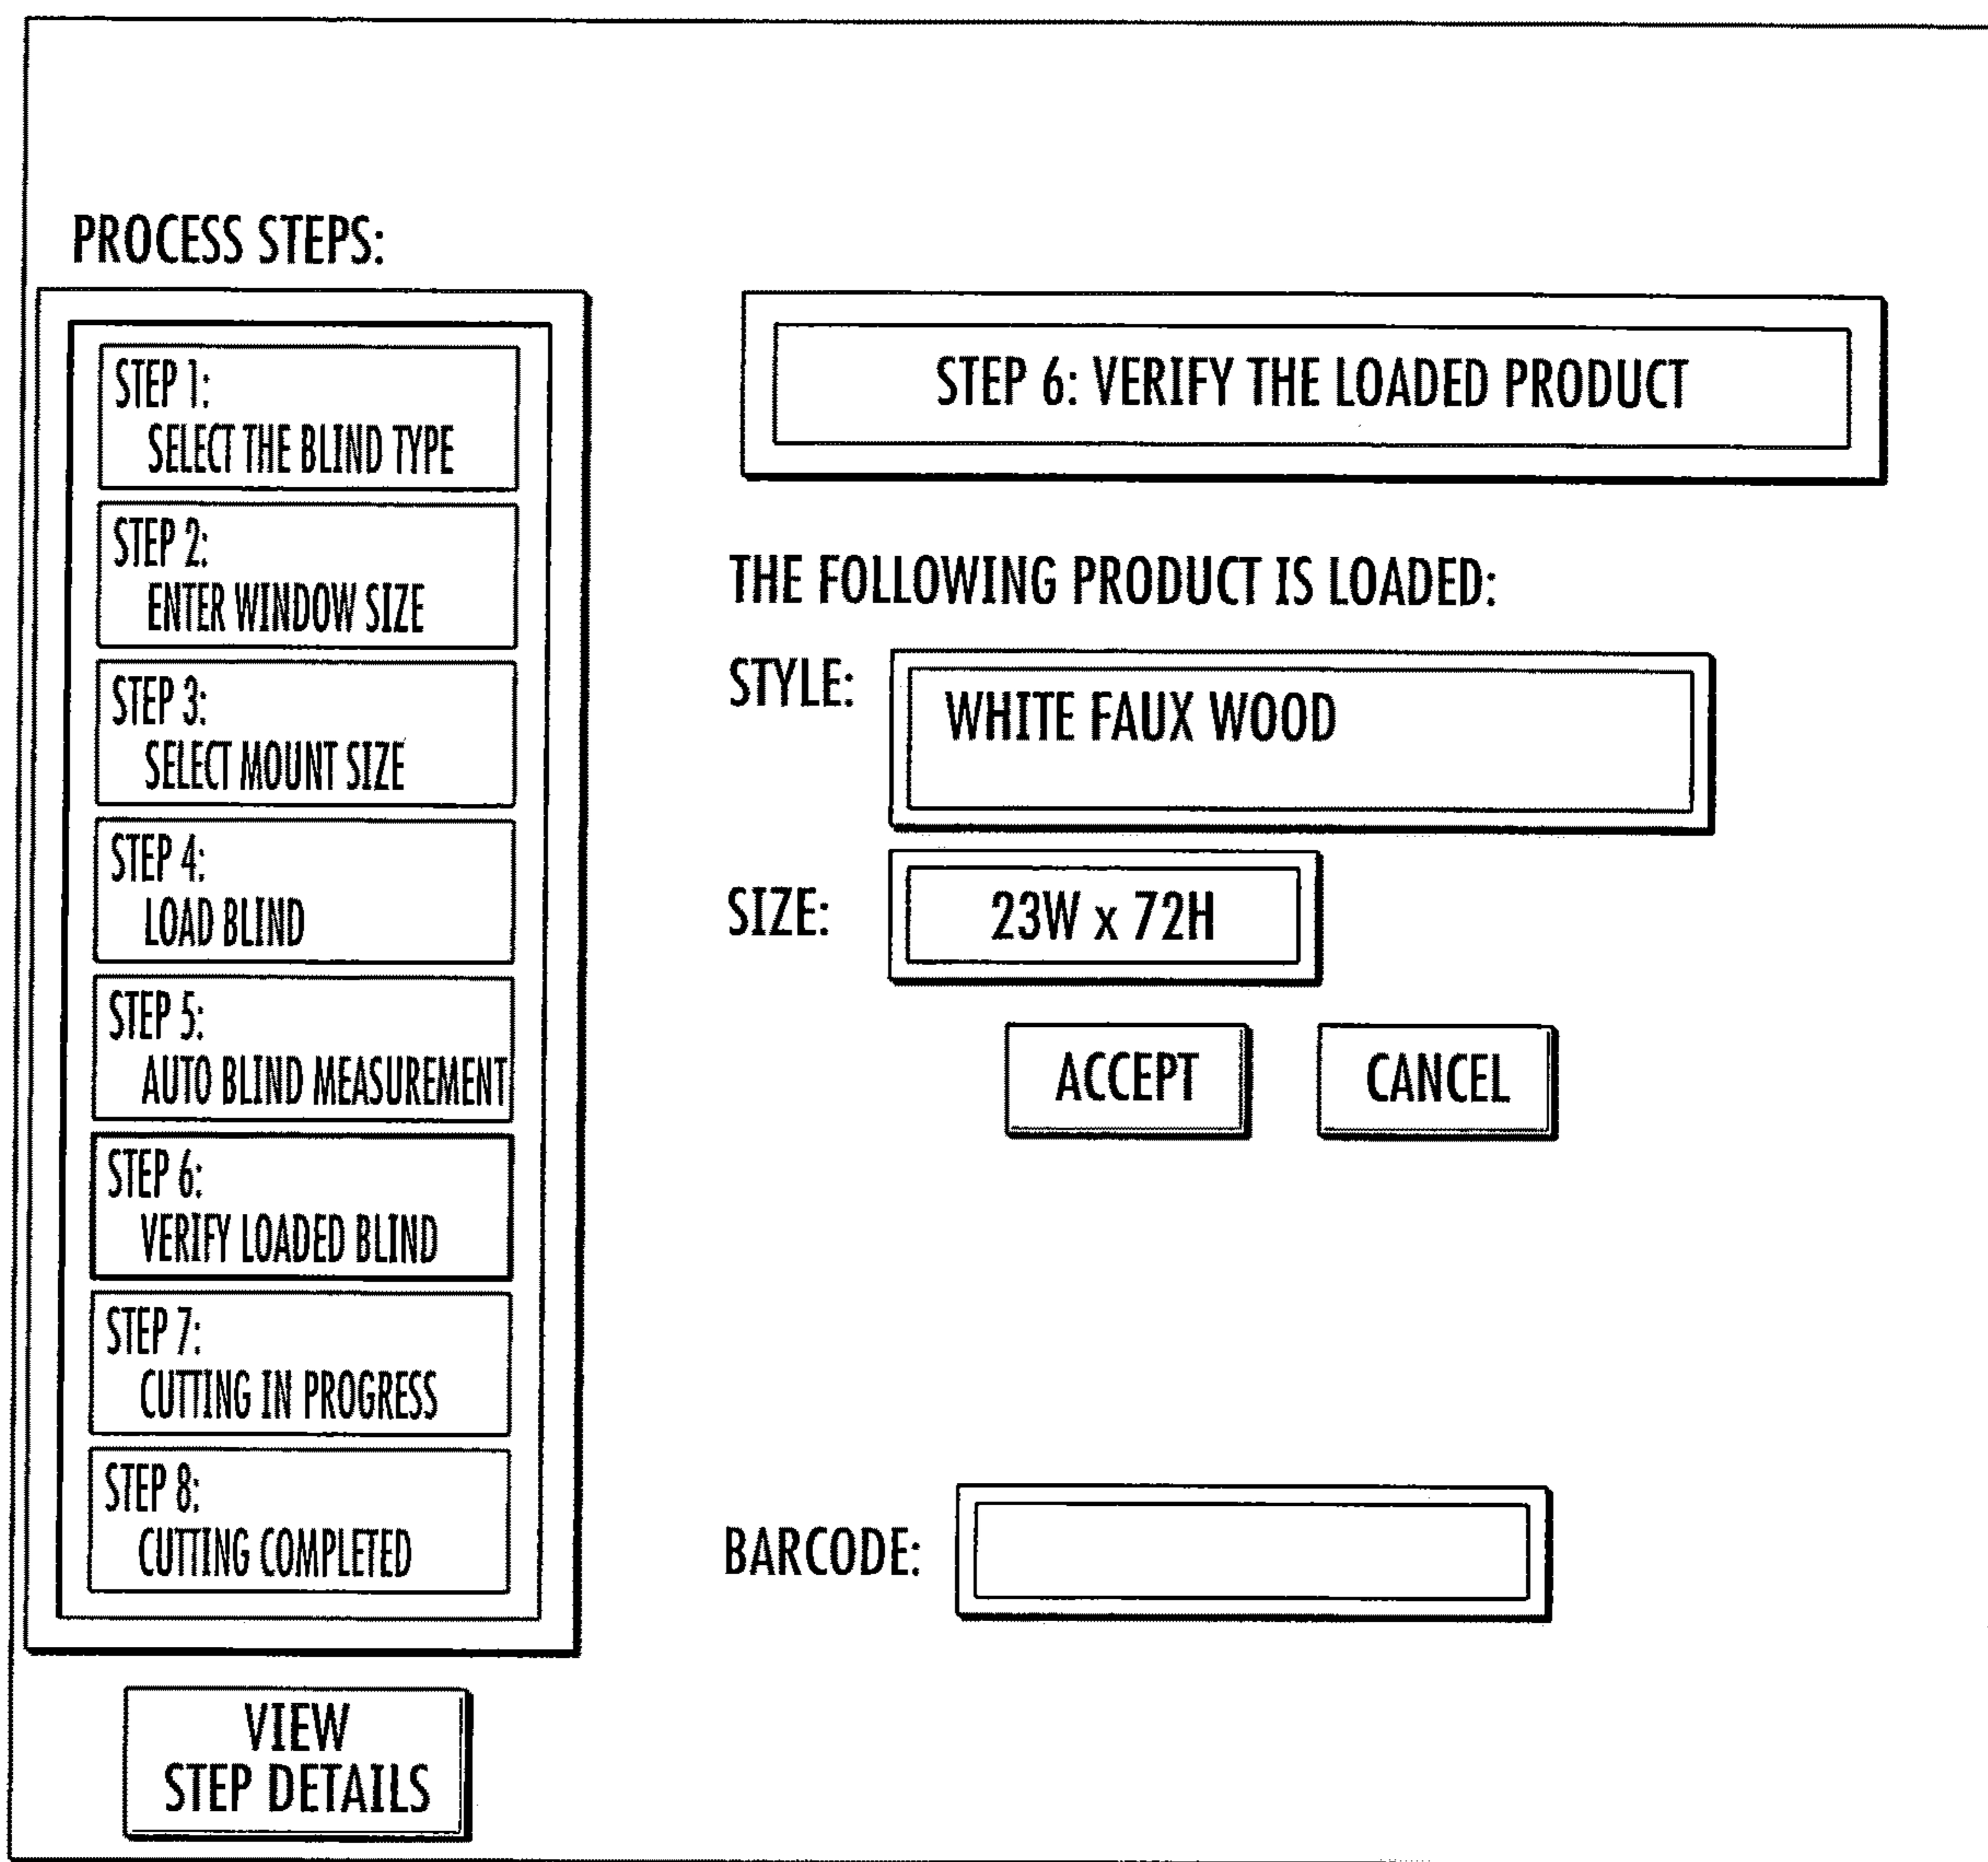 PROCESS STEPS:
STEP 1:
SELECT THE BLIND TYPE
STEP 2:
ENTER WINDOW SIZE
STEP 3:
SELECT MOUNT SIZE
STEP 4:
LOAD BLIND
STEP 5:
AUTO BLIND MEASUREMENT
STEP 6:
VERIFY LOADED BLIND
STEP 7:
CUTTING IN PROGRESS
STEP 8:
CUTTING COMPLETED
VIEW
STEP DETAILS
STEP 6: VERIFY THE LOADED PRODUCT
THE FOLLOWING PRODUCT IS LOADED:
STYLE: WHITE FAUX WOOD
SIZE: 23W x 72H
ACCEPT CANCEL
BARCODE: